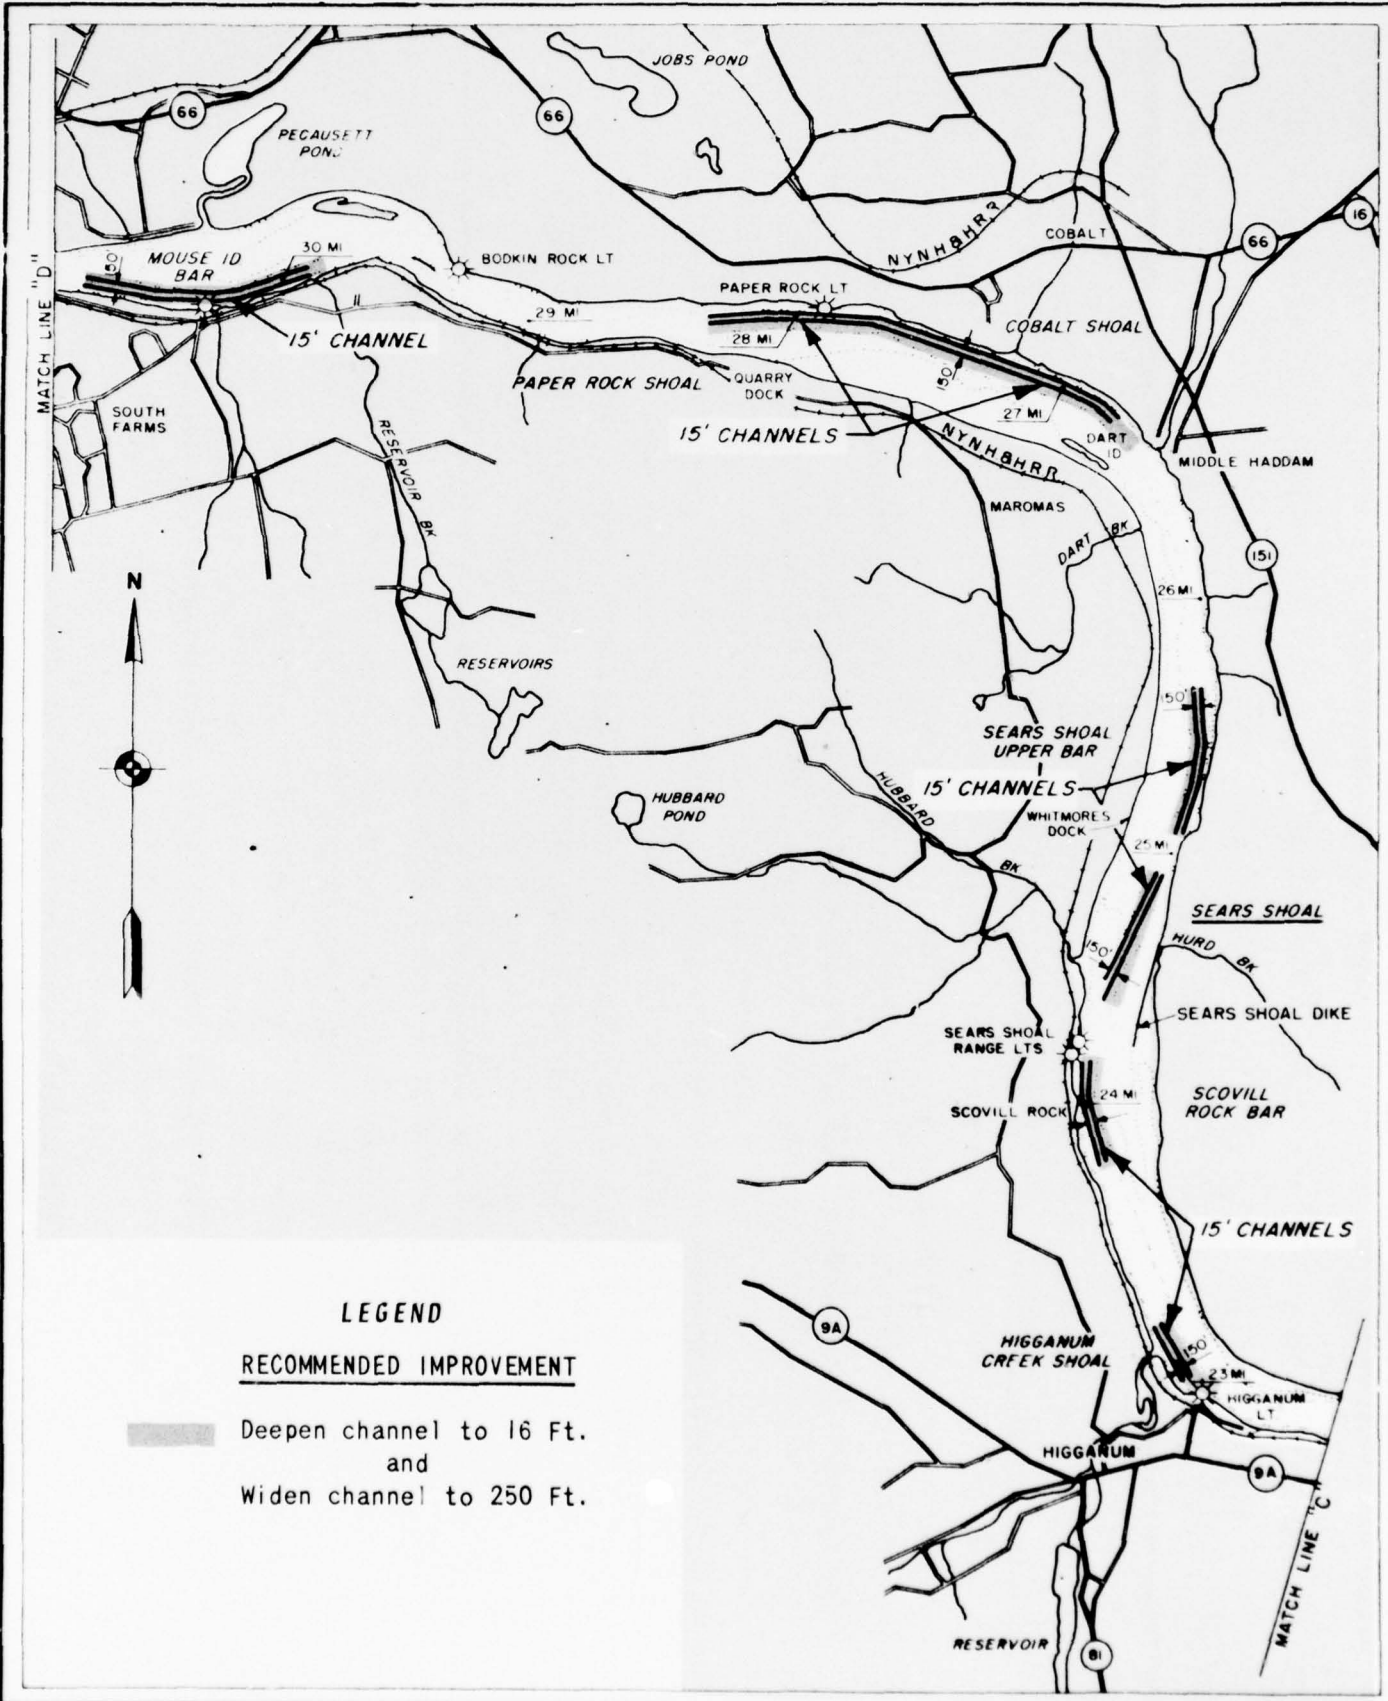 JOBS POND
66
66
PECAUSETT
POND
16
66
COBALT
NYNH&HRR
MOUSE ID
BAR
30 MI
150'
BODKIN ROCK LT
PAPER ROCK LT
MATCH LINE "D"
29 MI
28 MI
COBALT SHOAL
15' CHANNEL
PAPER ROCK SHOAL
QUARRY
DOCK
150'
27 MI
SOUTH
FARMS
15' CHANNELS
DART
ID
NYNH&HRR
MIDDLE HADDAM
RESERVOIR BK
MAROMAS
DART BK
151
N
26 MI
RESERVOIRS
150'
SEARS SHOAL
UPPER BAR
15' CHANNELS
HUBBARD
POND
HUBBARD BK
WHITMORES
DOCK
25 MI
SEARS SHOAL
150'
HURD BK
SEARS SHOAL DIKE
SEARS SHOAL
RANGE LTS
24 MI
SCOVILL ROCK
SCOVILL
ROCK BAR
15' CHANNELS
LEGEND
RECOMMENDED IMPROVEMENT
Deepen channel to 16 Ft.
and
Widen channel to 250 Ft.
9A
HIGGANUM
CREEK SHOAL
150'
23 MI
HIGGANUM
LT
HIGGANUM
9A
MATCH LINE "C"
RESERVOIR
81